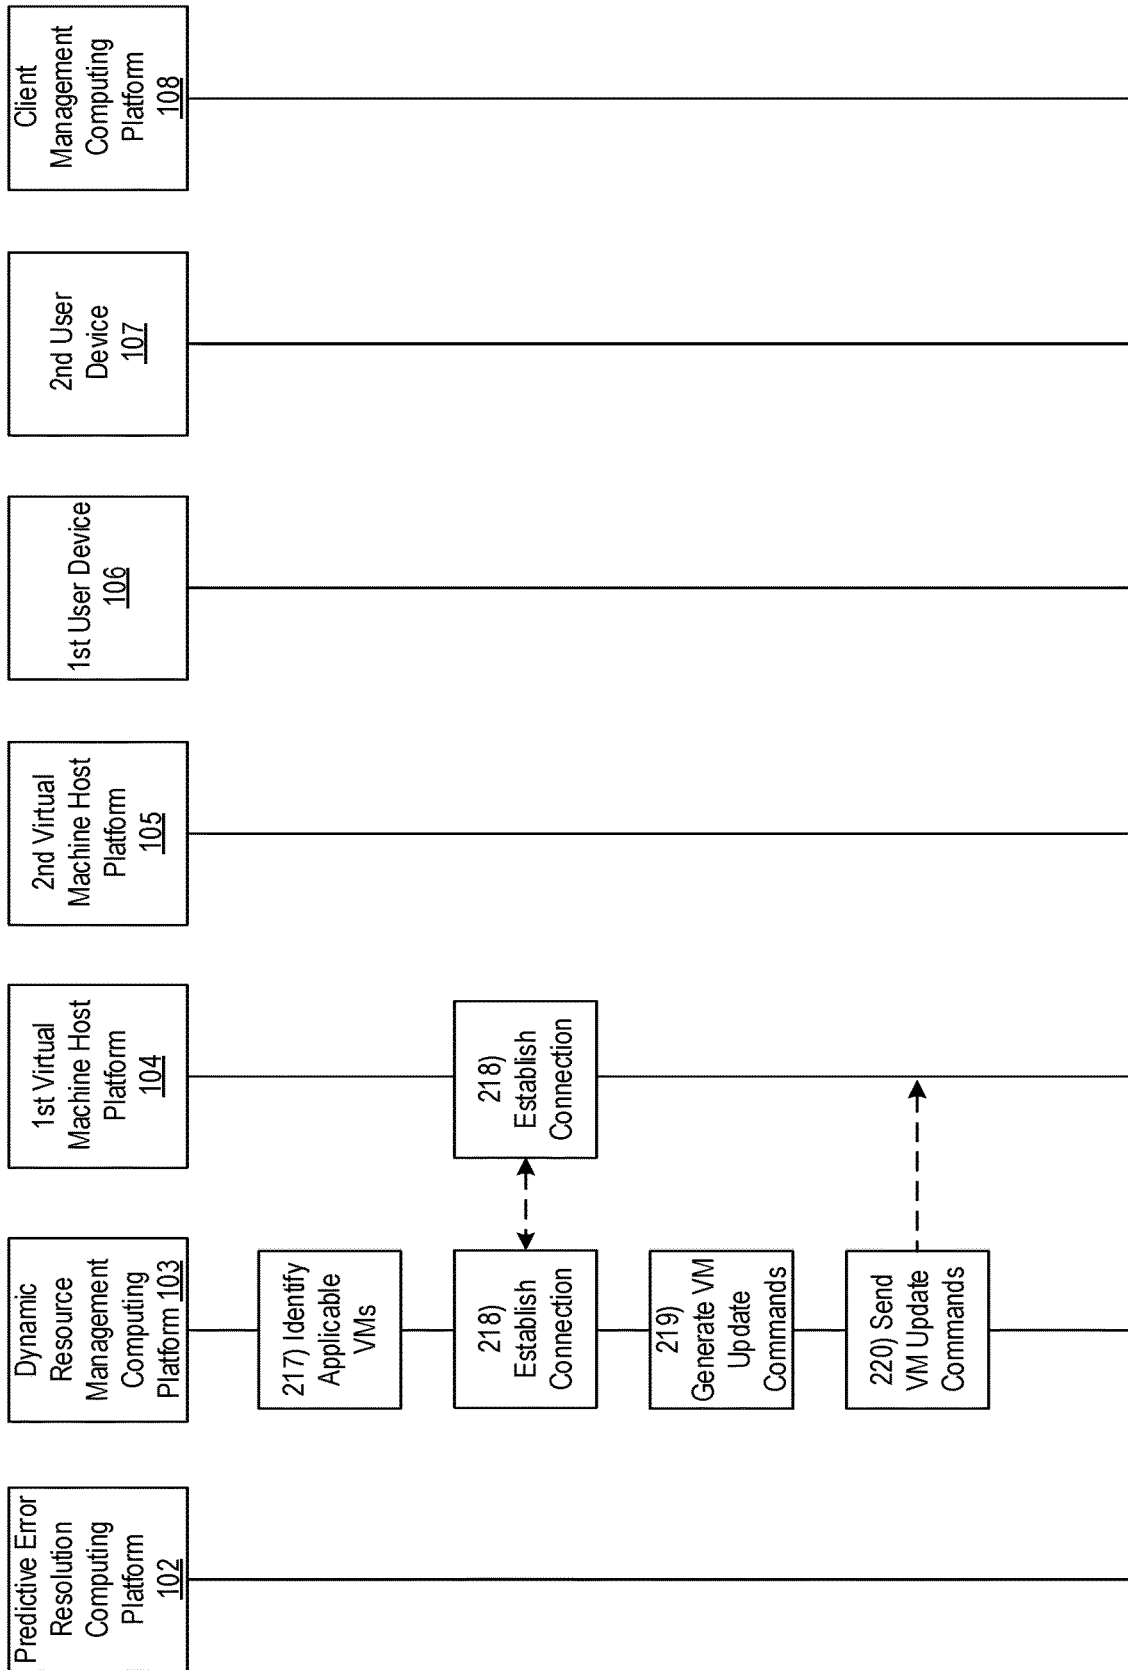 Predictive Error
Resolution
Computing
Platform
102
Dynamic
Resource
Management
Computing
Platform 103
1st Virtual
Machine Host
Platform
104
2nd Virtual
Machine Host
Platform
105
1st User Device
106
2nd User
Device
107
Client
Management
Computing
Platform
108
217) Identify
Applicable
VMs
218)
Establish
Connection
218)
Establish
Connection
219)
Generate VM
Update
Commands
220) Send
VM Update
Commands